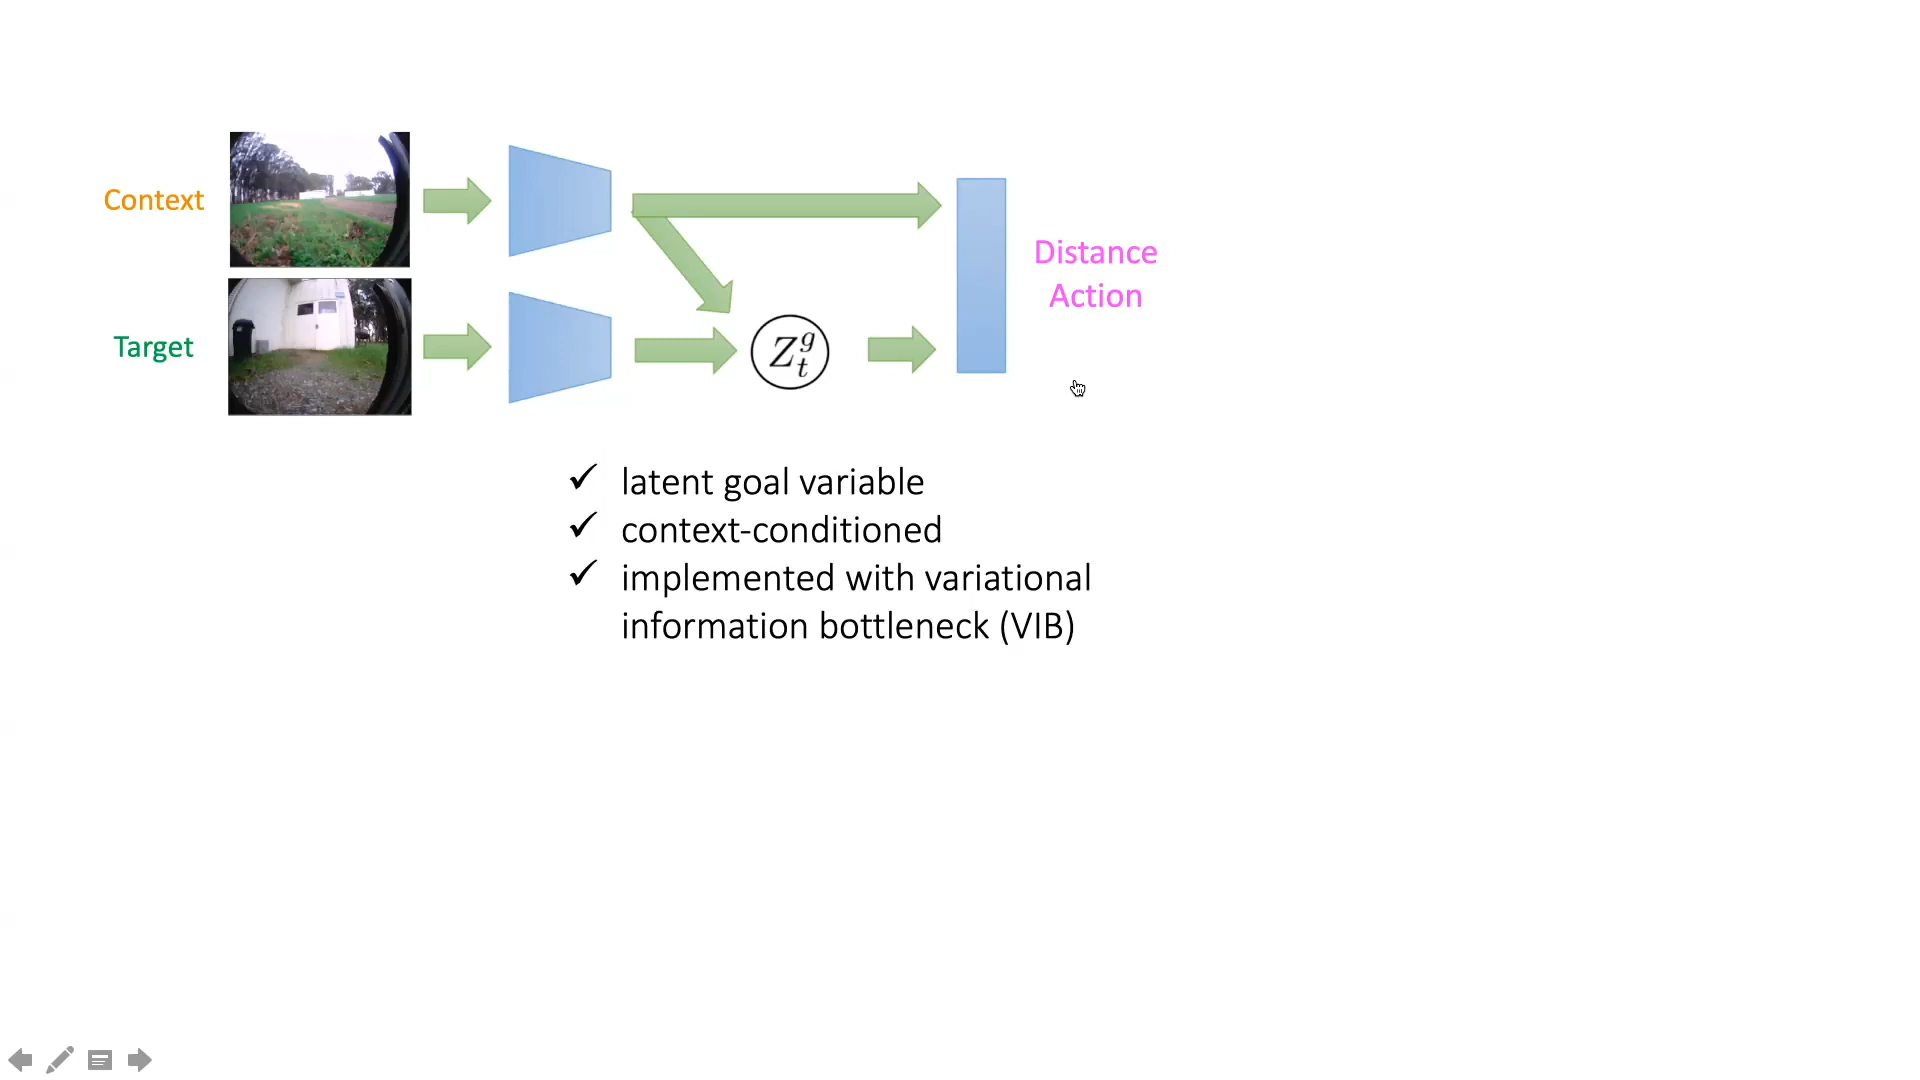 Context
Target
Z_t^g
Distance
Action
✓ latent goal variable
✓ context-conditioned
✓ implemented with variational
information bottleneck (VIB)